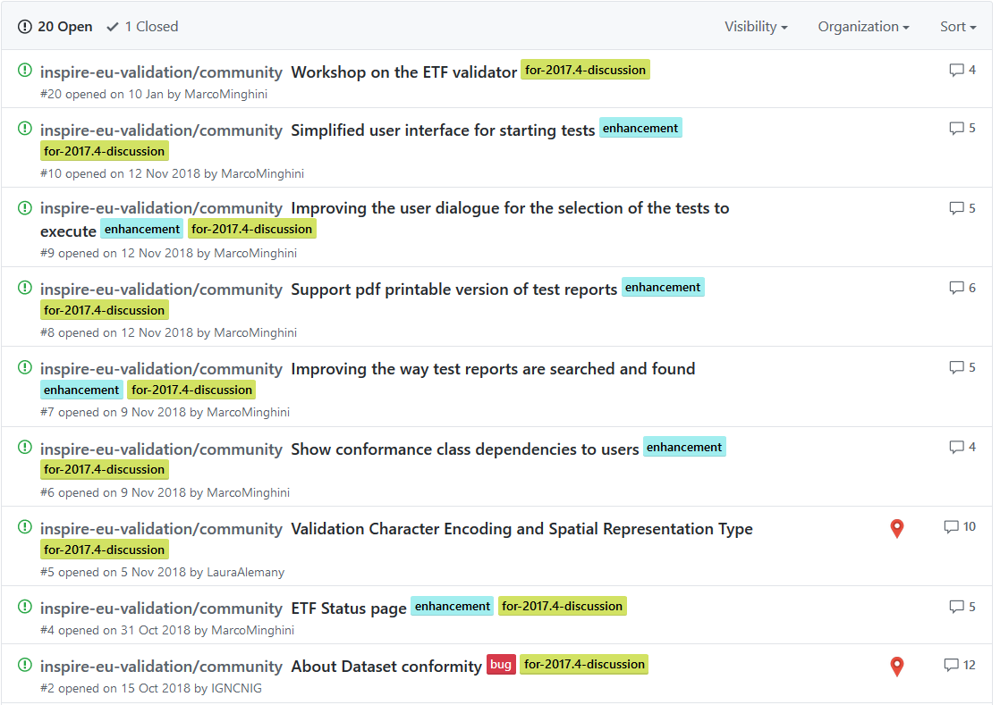 20 Open 1 Closed Visibility Organization Sort
inspire-eu-validation/community Workshop on the ETF validator for-2017.4-discussion 4
#20 opened on 10 Jan by MarcoMinghini
inspire-eu-validation/community Simplified user interface for starting tests enhancement 5
for-2017.4-discussion
#10 opened on 12 Nov 2018 by MarcoMinghini
inspire-eu-validation/community Improving the user dialogue for the selection of the tests to 5
execute enhancement for-2017.4-discussion
#9 opened on 12 Nov 2018 by MarcoMinghini
inspire-eu-validation/community Support pdf printable version of test reports enhancement 6
for-2017.4-discussion
#8 opened on 12 Nov 2018 by MarcoMinghini
inspire-eu-validation/community Improving the way test reports are searched and found 5
enhancement for-2017.4-discussion
#7 opened on 9 Nov 2018 by MarcoMinghini
inspire-eu-validation/community Show conformance class dependencies to users enhancement 4
for-2017.4-discussion
#6 opened on 9 Nov 2018 by MarcoMinghini
inspire-eu-validation/community Validation Character Encoding and Spatial Representation Type 10
for-2017.4-discussion
#5 opened on 5 Nov 2018 by LauraAlemany
inspire-eu-validation/community ETF Status page enhancement for-2017.4-discussion 5
#4 opened on 31 Oct 2018 by MarcoMinghini
inspire-eu-validation/community About Dataset conformity bug for-2017.4-discussion 12
#2 opened on 15 Oct 2018 by IGNCNIG